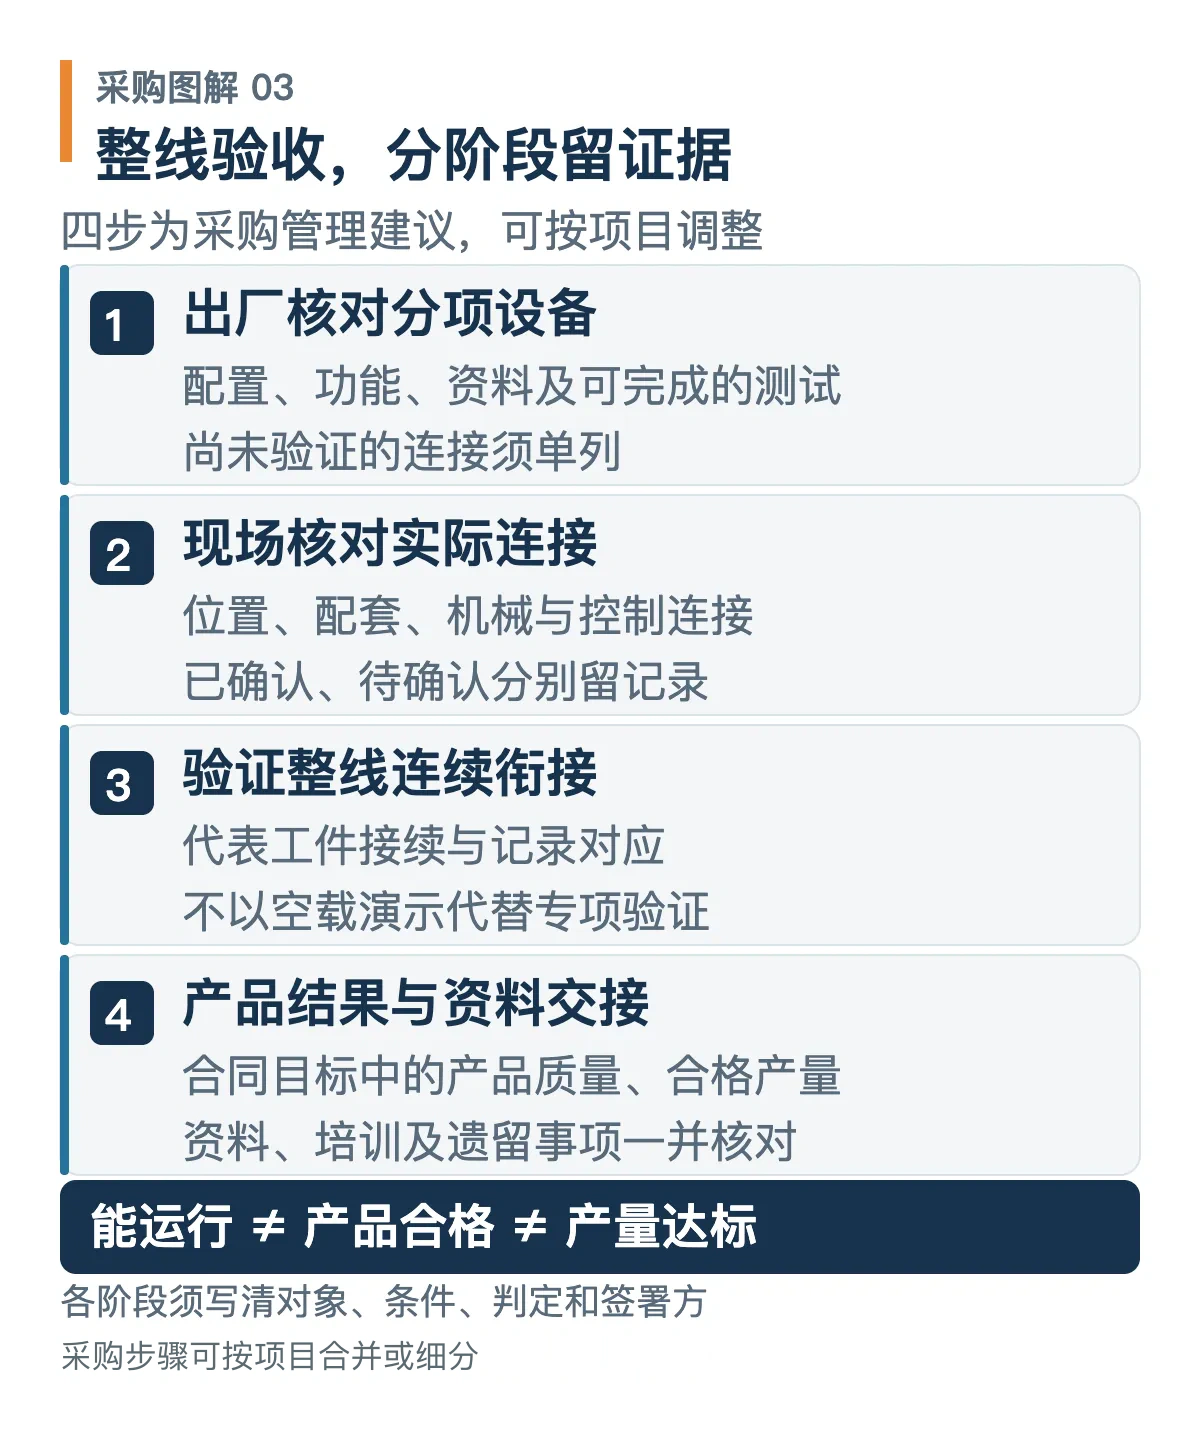 采购图解 03
整线验收，分阶段留证据
四步为采购管理建议，可按项目调整
1
出厂核对分项设备
配置、功能、资料及可完成的测试
尚未验证的连接须单列
2
现场核对实际连接
位置、配套、机械与控制连接
已确认、待确认分别留记录
3
验证整线连续衔接
代表工件接续与记录对应
不以空载演示代替专项验证
4
产品结果与资料交接
合同目标中的产品质量、合格产量
资料、培训及遗留事项一并核对
能运行 ≠ 产品合格 ≠ 产量达标
各阶段须写清对象、条件、判定和签署方
采购步骤可按项目合并或细分